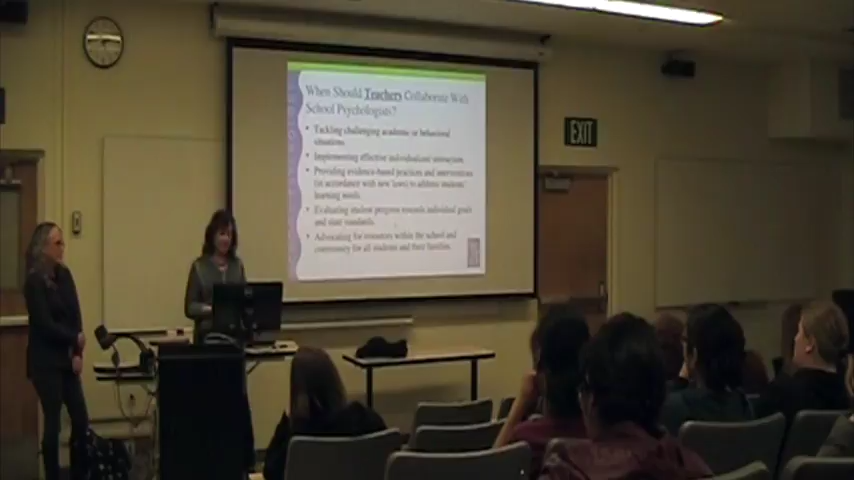 When Should Teachers Collaborate With
School Psychologists?
• Tackling challenging academic or behavioral
situations.
• Implementing effective individualized instruction.
• Providing evidence-based practices and interventions
(in accordance with new laws) to address students'
learning needs.
• Evaluating student progress towards individual goals
and state standards.
• Advocating for resources within the school and
community for all students and their families.
EXIT